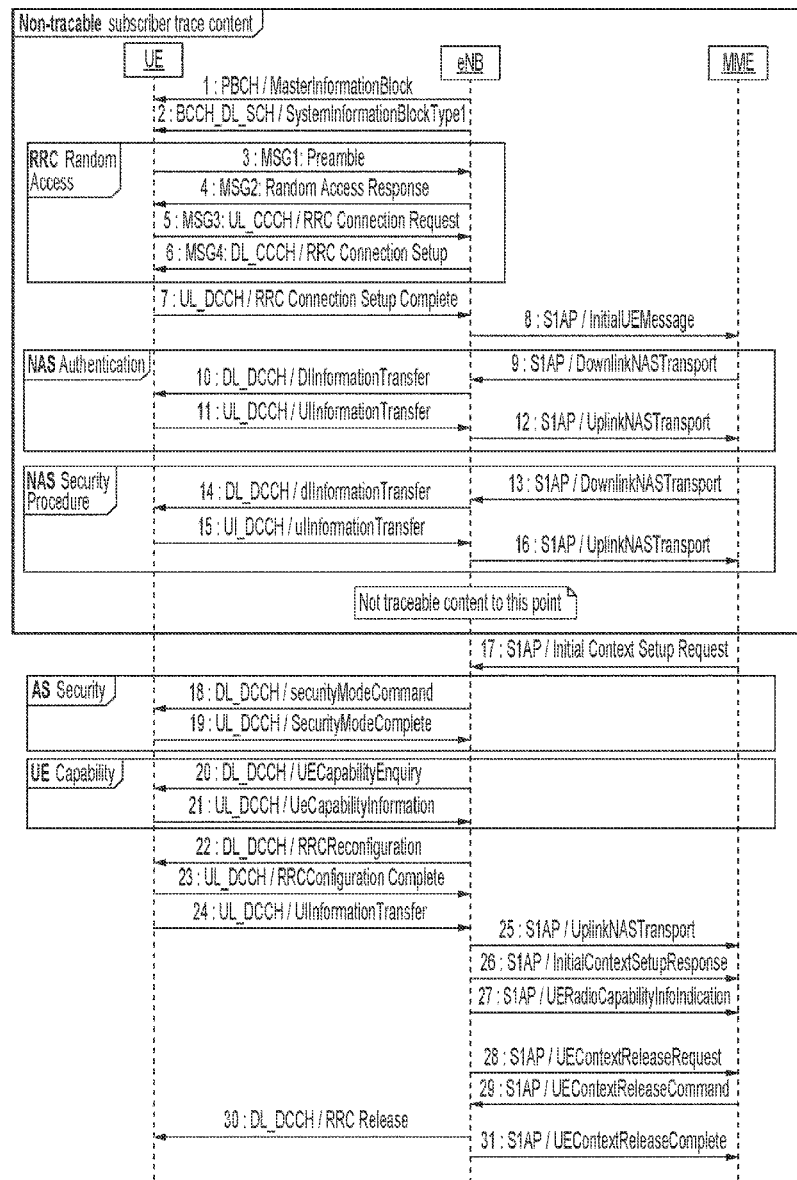 Non-tracable subscriber trace content
UE
eNB
MME
1 : PBCH / MasterInformationBlock
2 : BCCH_DL_SCH / SystemInformationBlockType1
RRC Random
Access
3 : MSG1: Preamble
4 : MSG2: Random Access Response
5 : MSG3: UL_CCCH / RRC Connection Request
6 : MSG4: DL_CCCH / RRC Connection Setup
7 : UL_DCCH / RRC Connection Setup Complete
8 : S1AP / InitialUEMessage
NAS Authentication
9 : S1AP / DownlinkNASTransport
10 : DL_DCCH / DlInformationTransfer
11 : UL_DCCH / UlInformationTransfer
12 : S1AP / UplinkNASTransport
NAS Security
Procedure
13 : S1AP / DownlinkNASTransport
14 : DL_DCCH / dlInformationTransfer
15 : Ul_DCCH / ulInformationTransfer
16 : S1AP / UplinkNASTransport
Not traceable content to this point
17 : S1AP / Initial Context Setup Request
AS Security
18 : DL_DCCH / securityModeCommand
19 : UL_DCCH / SecurityModeComplete
UE Capability
20 : DL_DCCH / UECapabilityEnquiry
21 : UL_DCCH / UeCapabilityInformation
22 : DL_DCCH / RRCReconfiguration
23 : UL_DCCH / RRCConfiguration Complete
24 : UL_DCCH / UlInformationTransfer
25 : S1AP / UplinkNASTransport
26 : S1AP / InitialContextSetupResponse
27 : S1AP / UERadioCapabilityInfoIndication
28 : S1AP / UEContextReleaseRequest
29 : S1AP / UEContextReleaseCommand
30 : DL_DCCH / RRC Release
31 : S1AP / UEContextReleaseComplete